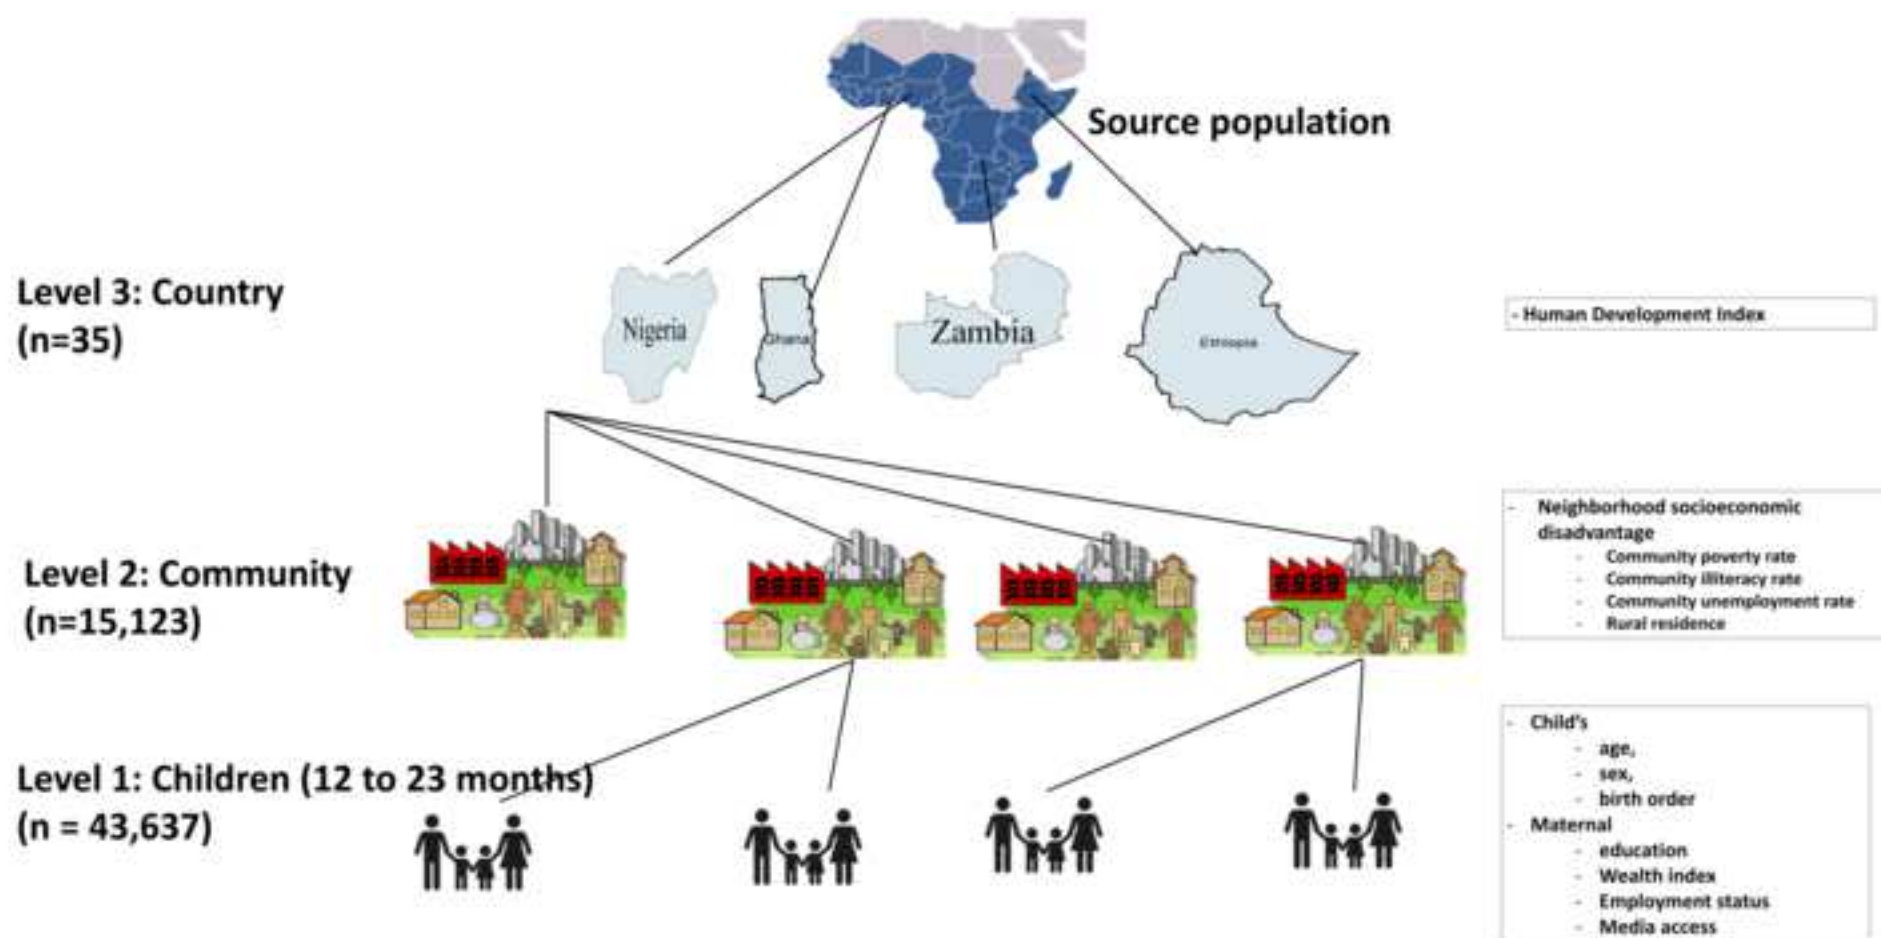 Source population
Level 3: Country
(n=35)
Nigeria
Ghana
Zambia
Ethiopia
- Human Development Index
Level 2: Community
(n=15,123)
- Neighborhood socioeconomic
disadvantage
- Community poverty rate
- Community illiteracy rate
- Community unemployment rate
- Rural residence
Level 1: Children (12 to 23 months)
(n = 43,637)
- Child's
- age,
- sex,
- birth order
- Maternal
- education
- Wealth index
- Employment status
- Media access